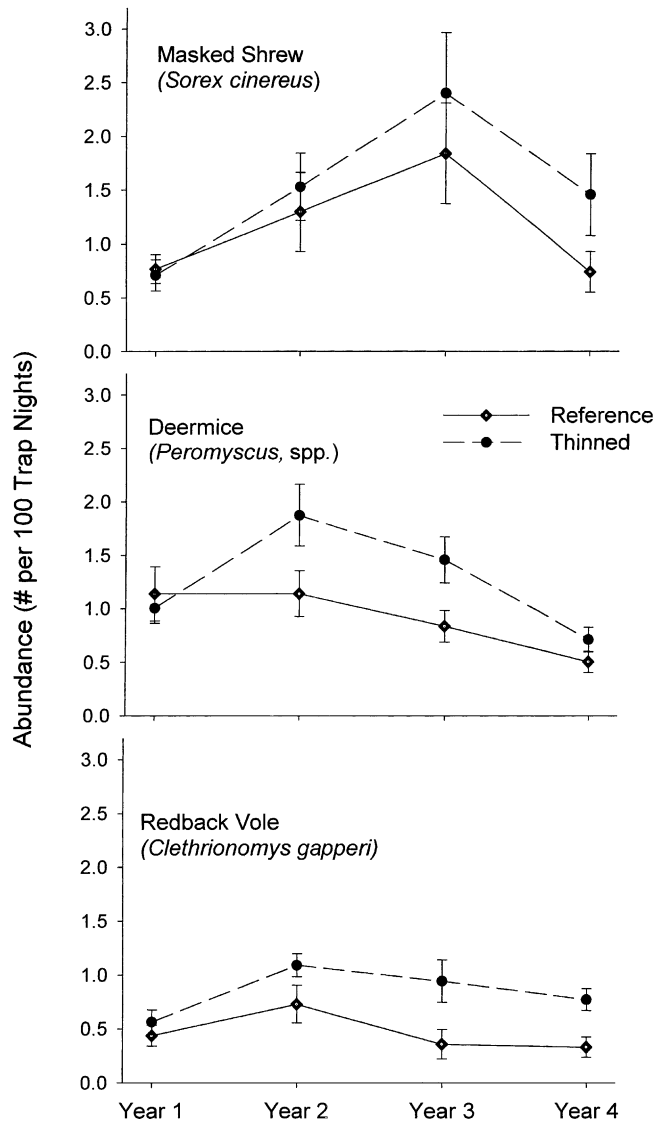 Abundance (# per 100 Trap Nights)
3.0
Masked Shrew
(Sorex cinereus)
2.5
2.0
1.5
1.0
0.5
0.0
3.0
Deermice
(Peromyscus, spp.)
Reference
Thinned
2.5
2.0
1.5
1.0
0.5
0.0
3.0
2.5
Redback Vole
(Clethrionomys gapperi)
2.0
1.5
1.0
0.5
0.0
Year 1 Year 2 Year 3 Year 4